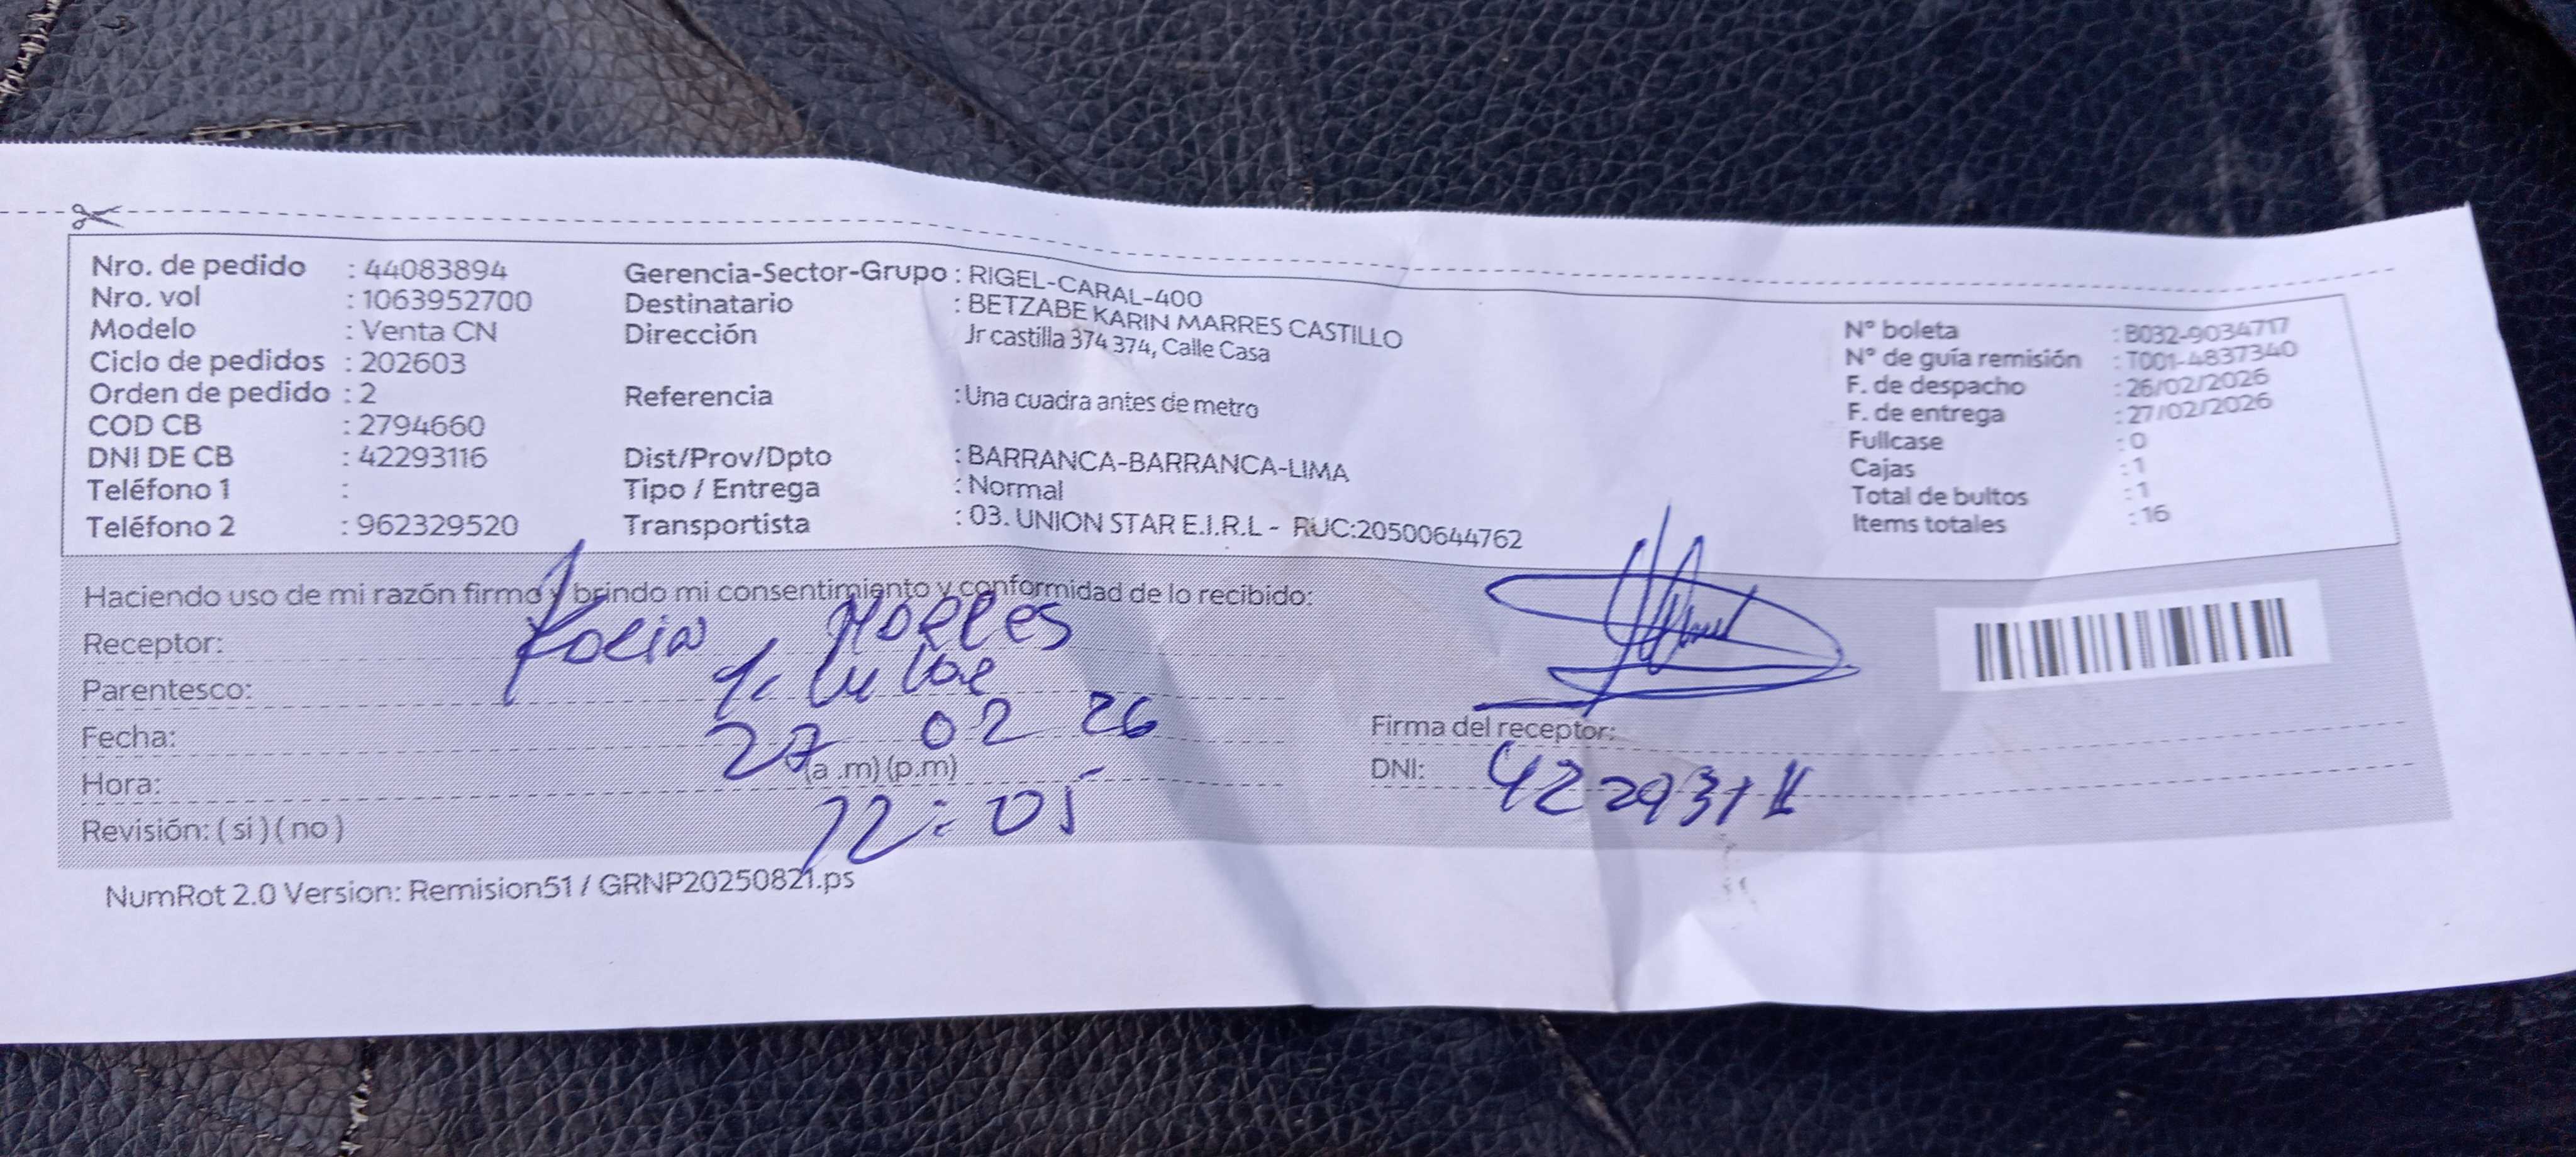 Nro. de pedido : 44083894
Nro. vol : 1063952700
Modelo : Venta CN
Ciclo de pedidos : 202603
Orden de pedido : 2
COD CB : 2794660
DNI DE CB : 42293116
Teléfono 1 :
Teléfono 2 : 962329520
Gerencia-Sector-Grupo : RIGEL-CARAL-400
Destinatario : BETZABE KARIN MARRES CASTILLO
Dirección Jr castilla 374 374, Calle Casa
Referencia : Una cuadra antes de metro
Dist/Prov/Dpto : BARRANCA-BARRANCA-LIMA
Tipo / Entrega : Normal
Transportista : 03. UNION STAR E.I.R.L - RUC:20500644762
N° boleta : B032-9034717
N° de guía remisión : T001-4837340
F. de despacho : 26/02/2026
F. de entrega : 27/02/2026
Fullcase : 0
Cajas : 1
Total de bultos : 1
Items totales : 16
Haciendo uso de mi razón firmo y brindo mi consentimiento y conformidad de lo recibido:
Receptor:
Parentesco:
Fecha: 27 02 26
Hora: (a .m) (p.m) 12:05
Revisión: ( si ) ( no )
Firma del receptor:
DNI: 4229311
NumRot 2.0 Version: Remision51 / GRNP20250821.ps